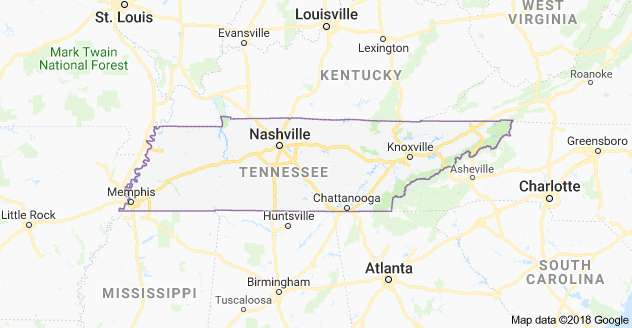 WEST
VIRGINIA
St. Louis
Louisville
Evansville
Lexington
Mark Twain
National Forest
KENTUCKY
Roanoke
Nashville
Knoxville
Greensboro
TENNESSEE
Asheville
Charlotte
Memphis
Chattanooga
Little Rock
Huntsville
Atlanta
SOUTH
CAROLINA
Birmingham
MISSISSIPPI
Tuscaloosa
Map data ©2018 Google